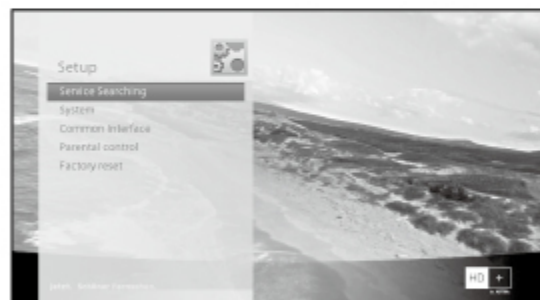 Setup
Service Searching
System
Common Interface
Parental control
Factory reset
HD +